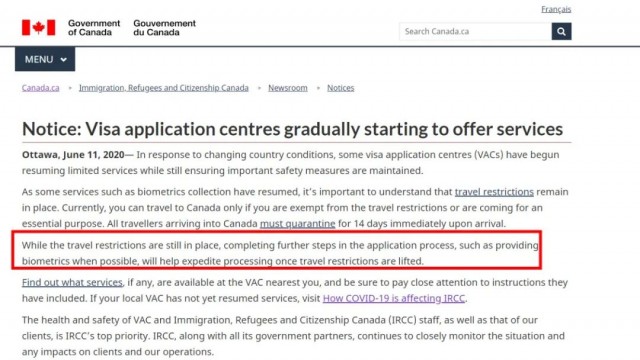 Français
Government
of Canada
Gouvernement
du Canada
Search Canada.ca
MENU
Canada.ca
Immigration, Refugees and Citizenship Canada
Newsroom
Notices
Notice: Visa application centres gradually starting to offer services
Ottawa, June 11, 2020— In response to changing country conditions, some visa application centres (VACs) have begun
resuming limited services while still ensuring important safety measures are maintained.
As some services such as biometrics collection have resumed, it's important to understand that travel restrictions remain
in place. Currently, you can travel to Canada only if you are exempt from the travel restrictions or are coming for an
essential purpose. All travellers arriving into Canada must quarantine for 14 days immediately upon arrival.
While the travel restrictions are still in place, completing further steps in the application process, such as providing
biometrics when possible, will help expedite processing once travel restrictions are lifted.
Find out what services, if any, are available at the VAC nearest you, and be sure to pay close attention to instructions they
have included. If your local VAC has not yet resumed services, visit How COVID-19 is affecting IRCC.
The health and safety of VAC and Immigration, Refugees and Citizenship Canada (IRCC) staff, as well as that of our
clients, is IRCC's top priority. IRCC, along with all its government partners, continues to closely monitor the situation and
any impacts on clients and our operations.